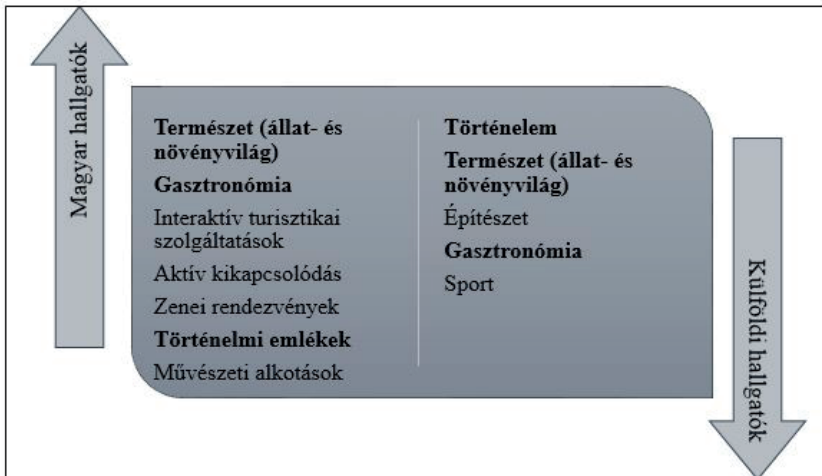 Magyar hallgatók
Természet (állat- és
növényvilág)
Gasztronómia
Interaktív turisztikai
szolgáltatások
Aktív kikapcsolódás
Zenei rendezvények
Történelmi emlékek
Művészeti alkotások
Történelem
Természet (állat- és
növényvilág)
Építészet
Gasztronómia
Sport
Külföldi hallgatók